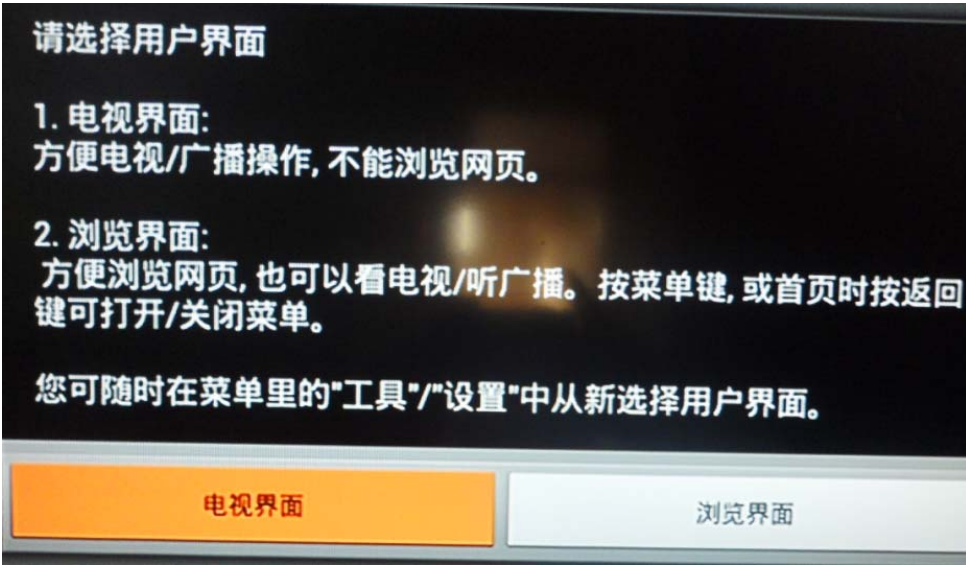 请选择用户界面
1. 电视界面:
方便电视/广播操作, 不能浏览网页。
2. 浏览界面:
方便浏览网页, 也可以看电视/听广播。按菜单键, 或首页时按返回
键可打开/关闭菜单。
您可随时在菜单里的"工具"/"设置"中从新选择用户界面。
电视界面
浏览界面